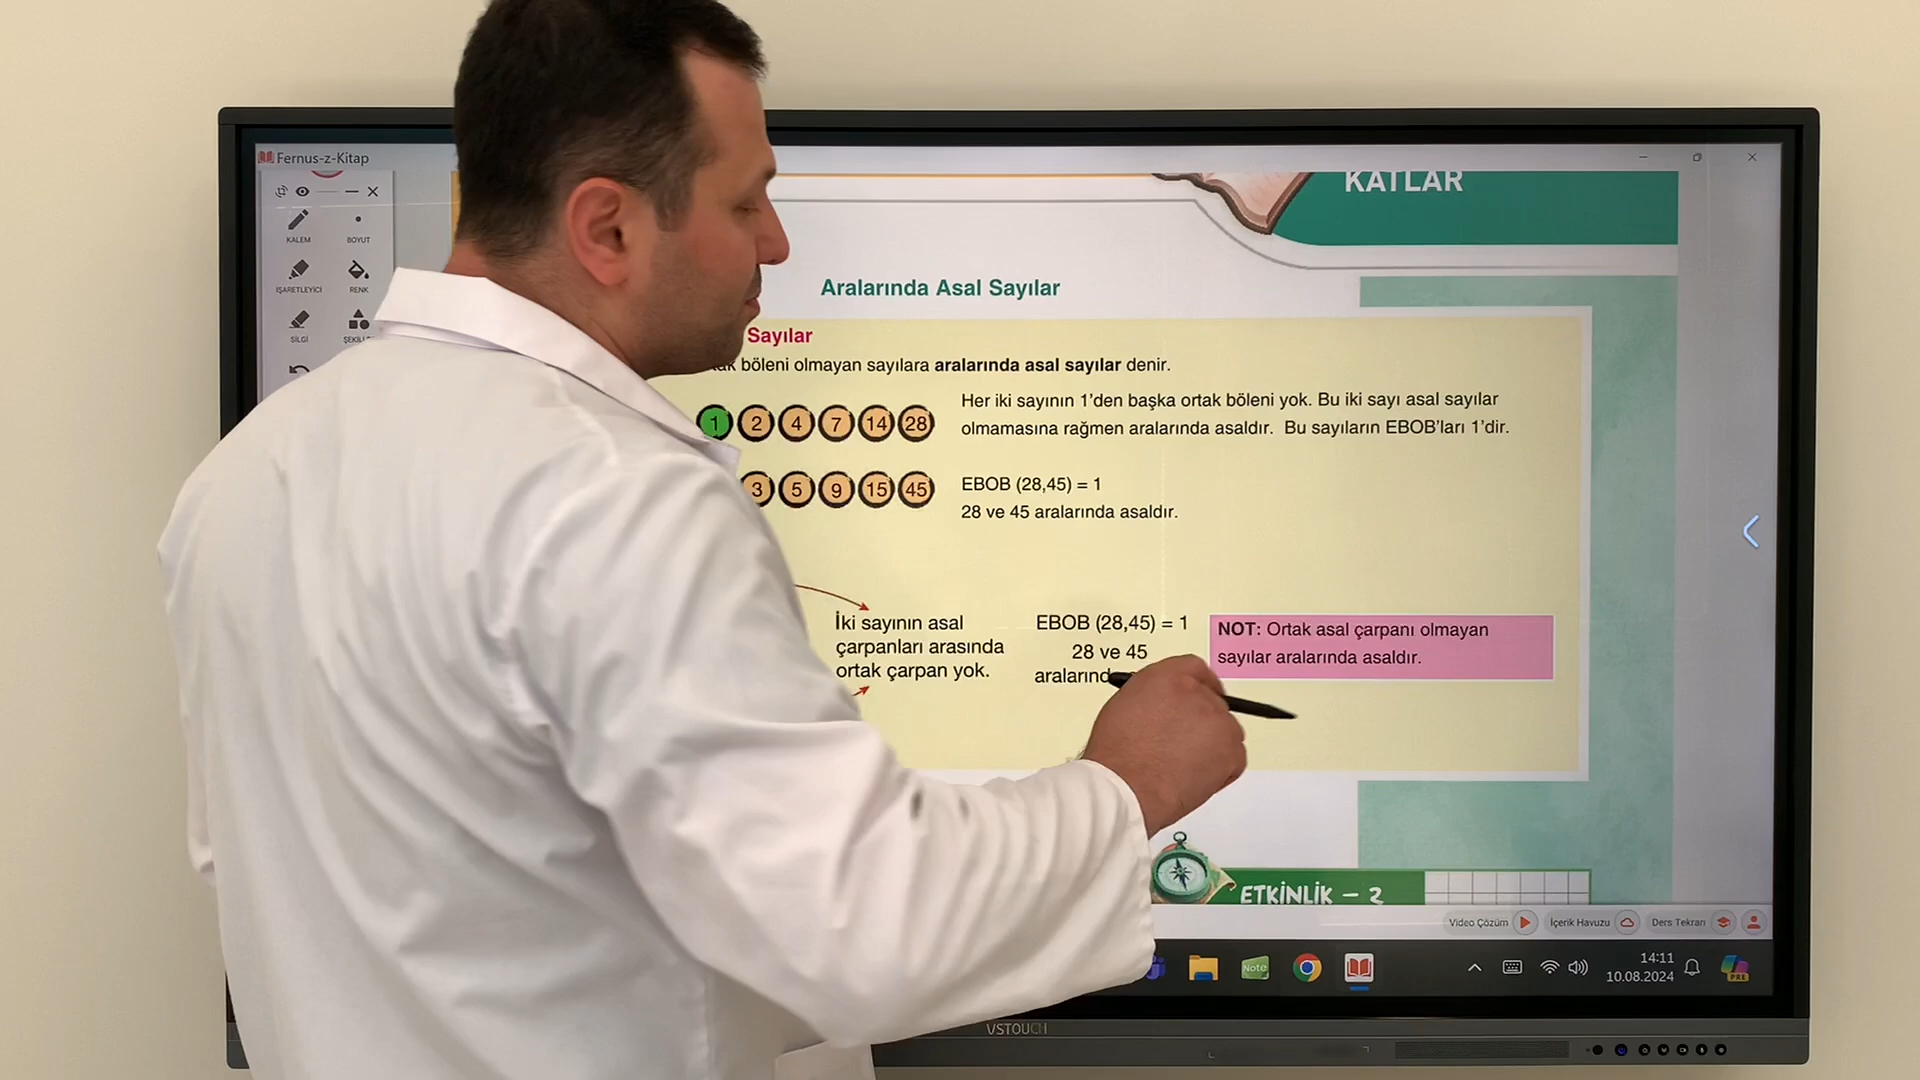 Fernus-z-Kitap
KATLAR
KALEM
BOYUT
İŞARETLEYİCİ
RENK
SİLGİ
Aralarında Asal Sayılar
Sayılar
böleni olmayan sayılara aralarında asal sayılar denir.
1 2 4 7 14 28
Her iki sayının 1'den başka ortak böleni yok. Bu iki sayı asal sayılar
olmamasına rağmen aralarında asaldır. Bu sayıların EBOB'ları 1'dir.
3 5 9 15 45
EBOB (28,45) = 1
28 ve 45 aralarında asaldır.
İki sayının asal
çarpanları arasında
ortak çarpan yok.
EBOB (28,45) = 1
28 ve 45
NOT: Ortak asal çarpanı olmayan
sayılar aralarında asaldır.
ETKİNLİK - 2
Video Çözüm
İçerik Havuzu
Ders Tekrarı
Note
14:11
10.08.2024
PRE
VSTOUCH